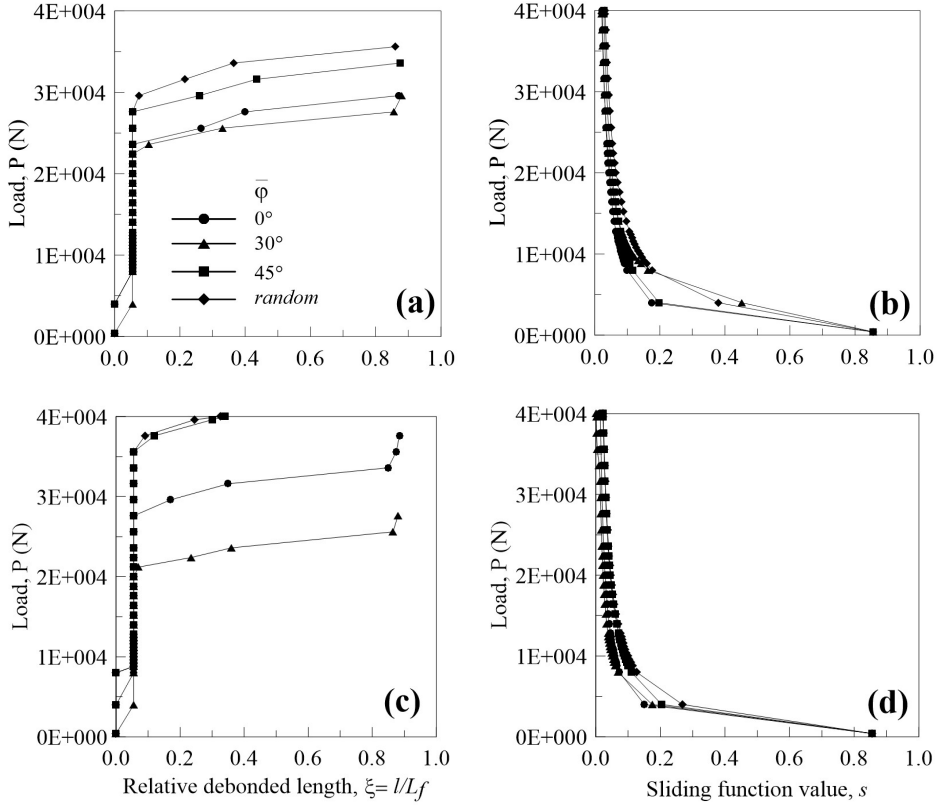 4E+004
3E+004
2E+004
1E+004
0E+000
Load, P (N)
0.0 0.2 0.4 0.6 0.8 1.0
φ̅
0°
30°
45°
random
(a)
4E+004
3E+004
2E+004
1E+004
0E+000
Load, P (N)
0.0 0.2 0.4 0.6 0.8 1.0
(b)
4E+004
3E+004
2E+004
1E+004
0E+000
Load, P (N)
0.0 0.2 0.4 0.6 0.8 1.0
Relative debonded length, ξ= l/Lf
(c)
4E+004
3E+004
2E+004
1E+004
0E+000
Load, P (N)
0.0 0.2 0.4 0.6 0.8 1.0
Sliding function value, s
(d)